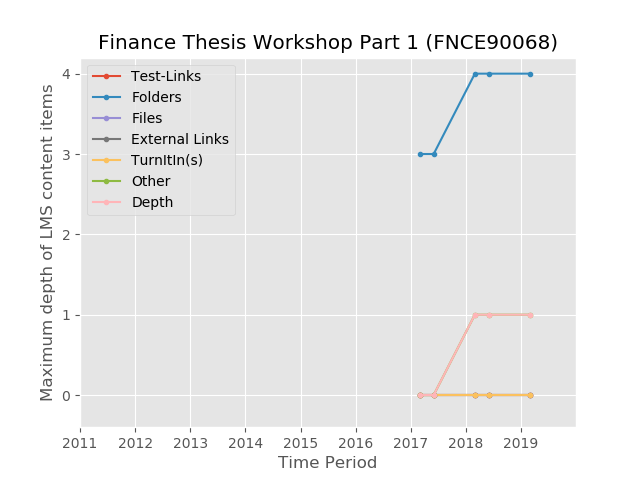 Finance Thesis Workshop Part 1 (FNCE90068)
Test-Links
Folders
Files
External Links
TurnItIn(s)
Other
Depth
Maximum depth of LMS content items
4
3
2
1
0
2011 2012 2013 2014 2015 2016 2017 2018 2019
Time Period